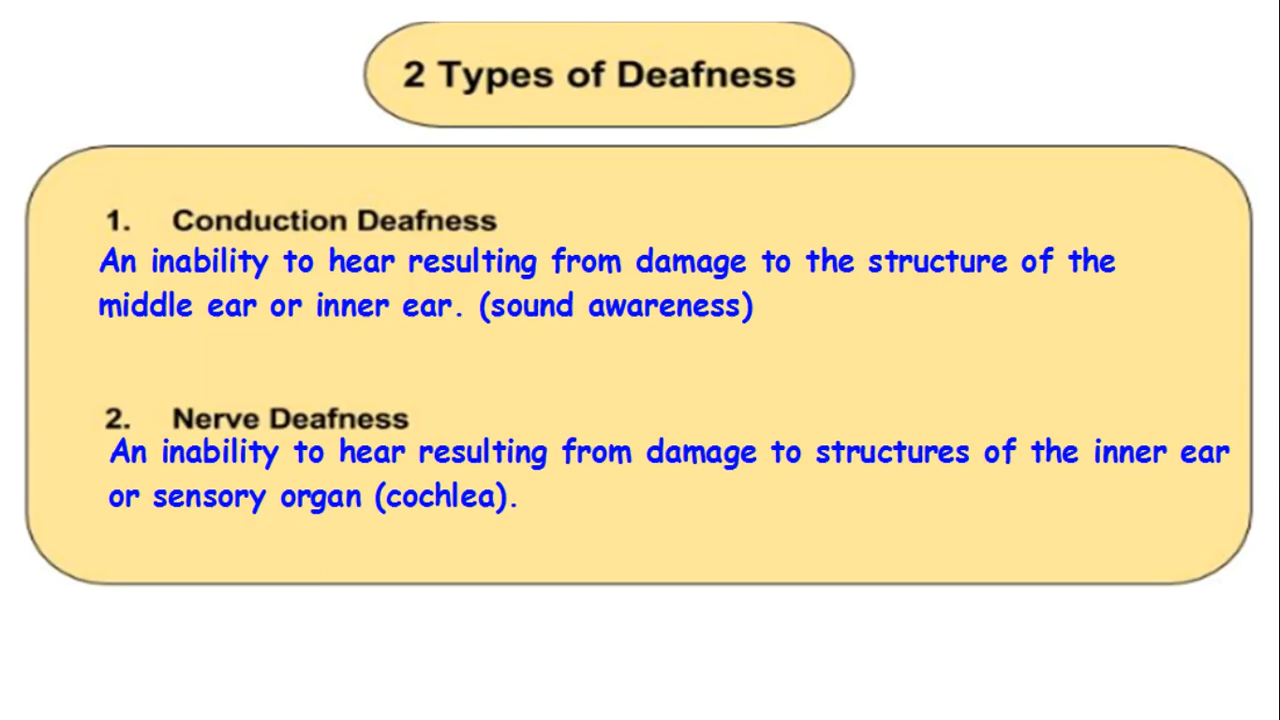 2 Types of Deafness
1. Conduction Deafness
An inability to hear resulting from damage to the structure of the
middle ear or inner ear. (sound awareness)
2. Nerve Deafness
An inability to hear resulting from damage to structures of the inner ear
or sensory organ (cochlea).